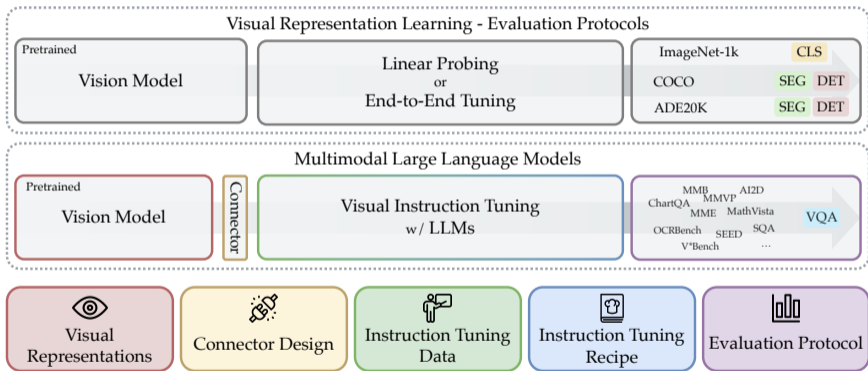 Visual Representation Learning - Evaluation Protocols
Pretrained
Vision Model
Linear Probing
or
End-to-End Tuning
ImageNet-1k CLS
COCO SEG DET
ADE20K SEG DET
Multimodal Large Language Models
Pretrained
Vision Model
Connector
Visual Instruction Tuning
w/ LLMs
MMB AI2D
ChartQA MMVP
MME MathVista
OCRBench SEED SQA
V*Bench ...
VQA
Visual
Representations
Connector Design
Instruction Tuning
Data
Instruction Tuning
Recipe
Evaluation Protocol